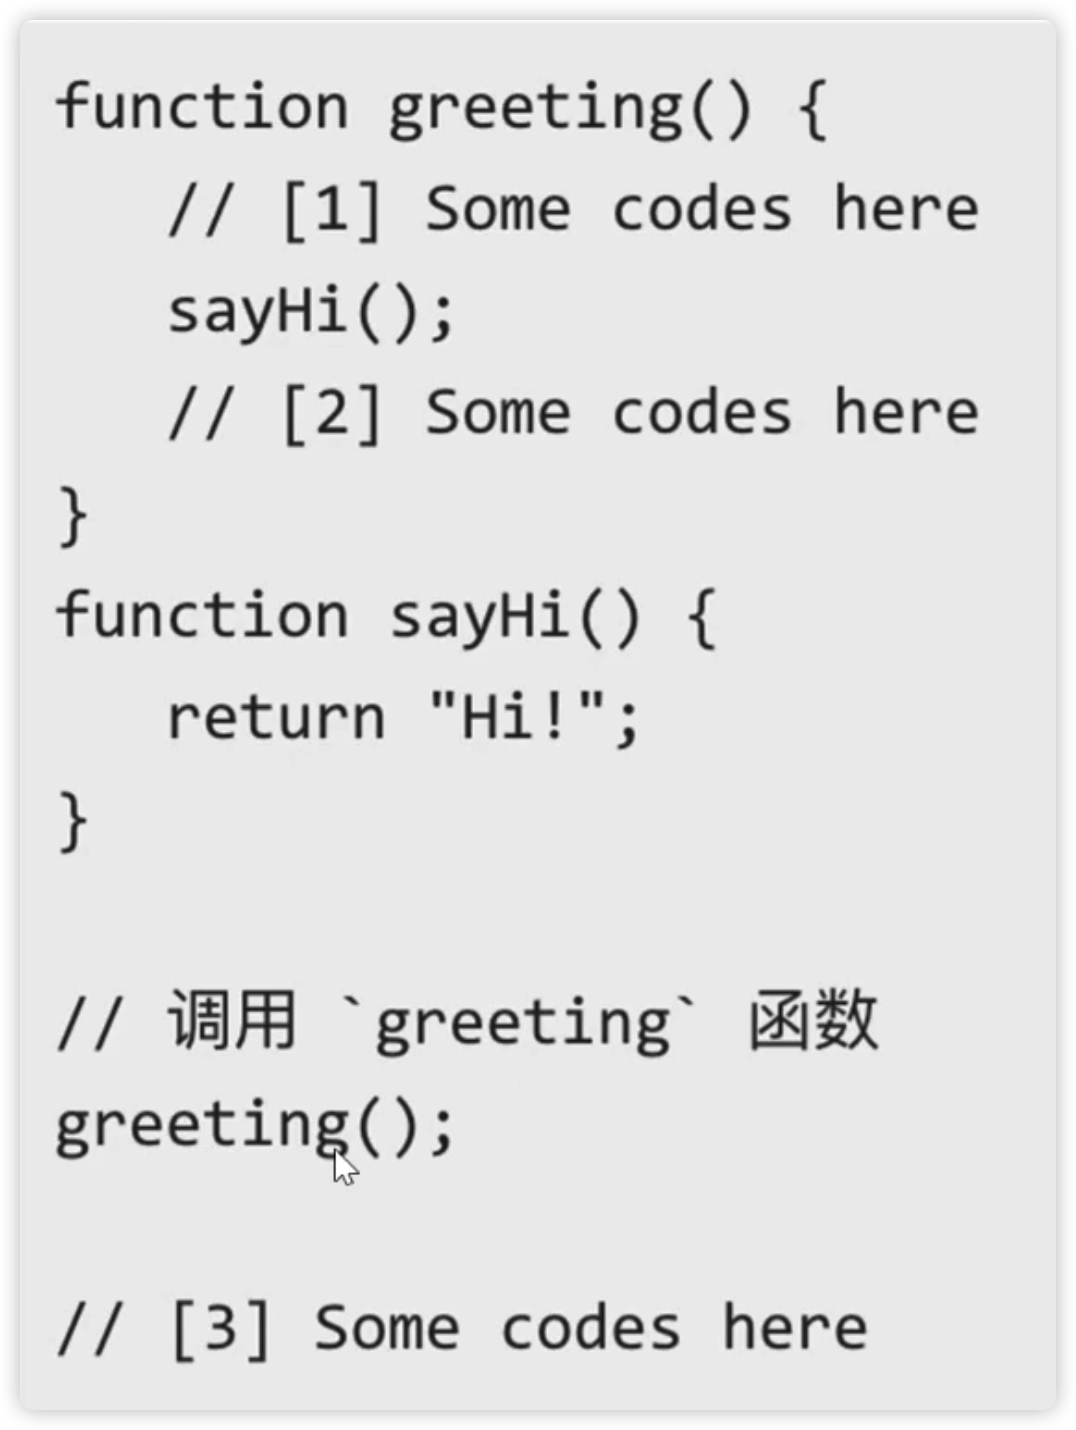 function greeting() {
   // [1] Some codes here
   sayHi();
   // [2] Some codes here
}
function sayHi() {
   return "Hi!";
}

// 调用 `greeting` 函数
greeting();

// [3] Some codes here